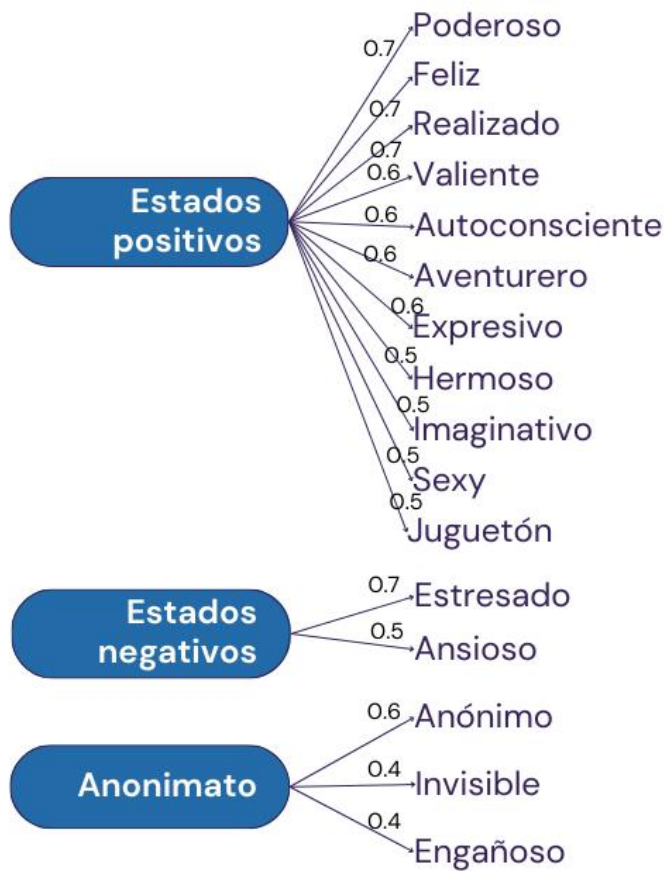 Poderoso
0.7
Feliz
0.7
Realizado
0.7
0.6
Valiente
Estados
positivos
0.6
Autoconsciente
0.6
Aventurero
0.6
Expresivo
0.5
Hermoso
0.5
Imaginativo
0.5
Sexy
0.5
Juguetón
Estados
negativos
0.7
Estresado
0.5
Ansioso
Anonimato
0.6
Anónimo
0.4
Invisible
0.4
Engañoso